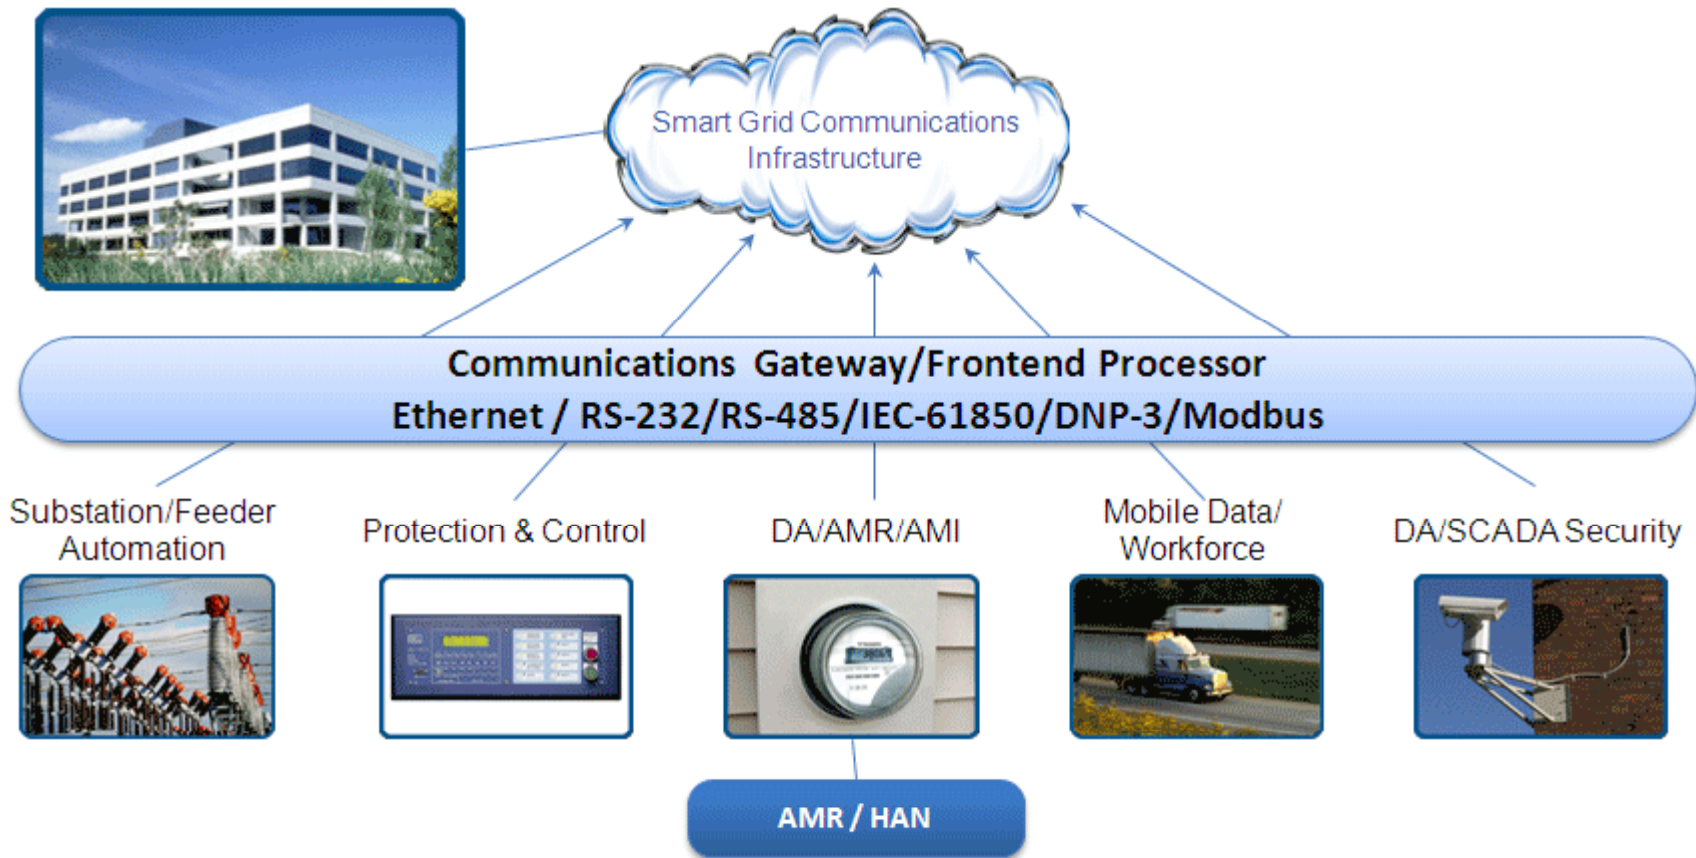 Smart Grid Communications
Infrastructure
Communications Gateway/Frontend Processor
Ethernet / RS-232/RS-485/IEC-61850/DNP-3/Modbus
Substation/Feeder
Automation
Protection & Control
DA/AMR/AMI
Mobile Data/
Workforce
DA/SCADA Security
AMR / HAN